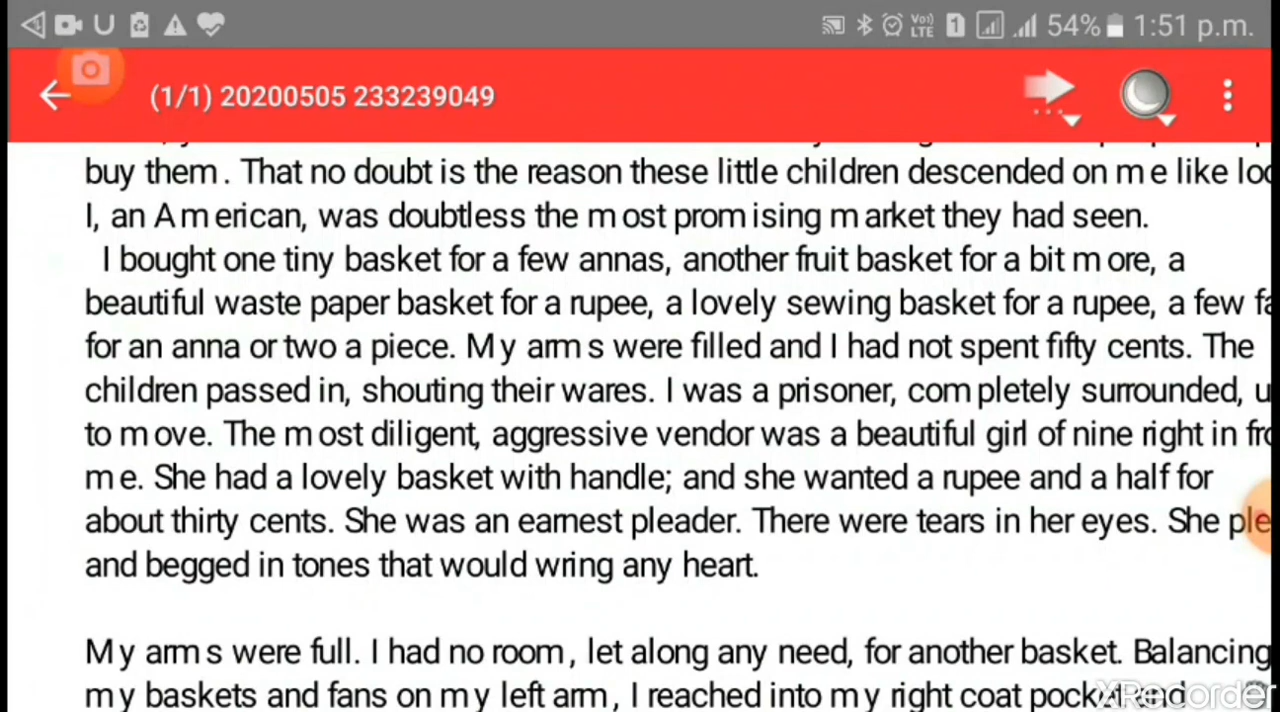 54% 1:51 p.m.
(1/1) 20200505 233239049
buy them. That no doubt is the reason these little children descended on me like
I, an American, was doubtless the most promising market they had seen.
I bought one tiny basket for a few annas, another fruit basket for a bit more, a
beautiful waste paper basket for a rupee, a lovely sewing basket for a rupee, a few
for an anna or two a piece. My arms were filled and I had not spent fifty cents. The
children passed in, shouting their wares. I was a prisoner, completely surrounded,
to move. The most diligent, aggressive vendor was a beautiful girl of nine right in
me. She had a lovely basket with handle; and she wanted a rupee and a half for
about thirty cents. She was an earnest pleader. There were tears in her eyes. She
and begged in tones that would wring any heart.
My arms were full. I had no room, let along any need, for another basket. Balancing
my baskets and fans on my left arm, I reached into my right coat pocket and
XRecorder